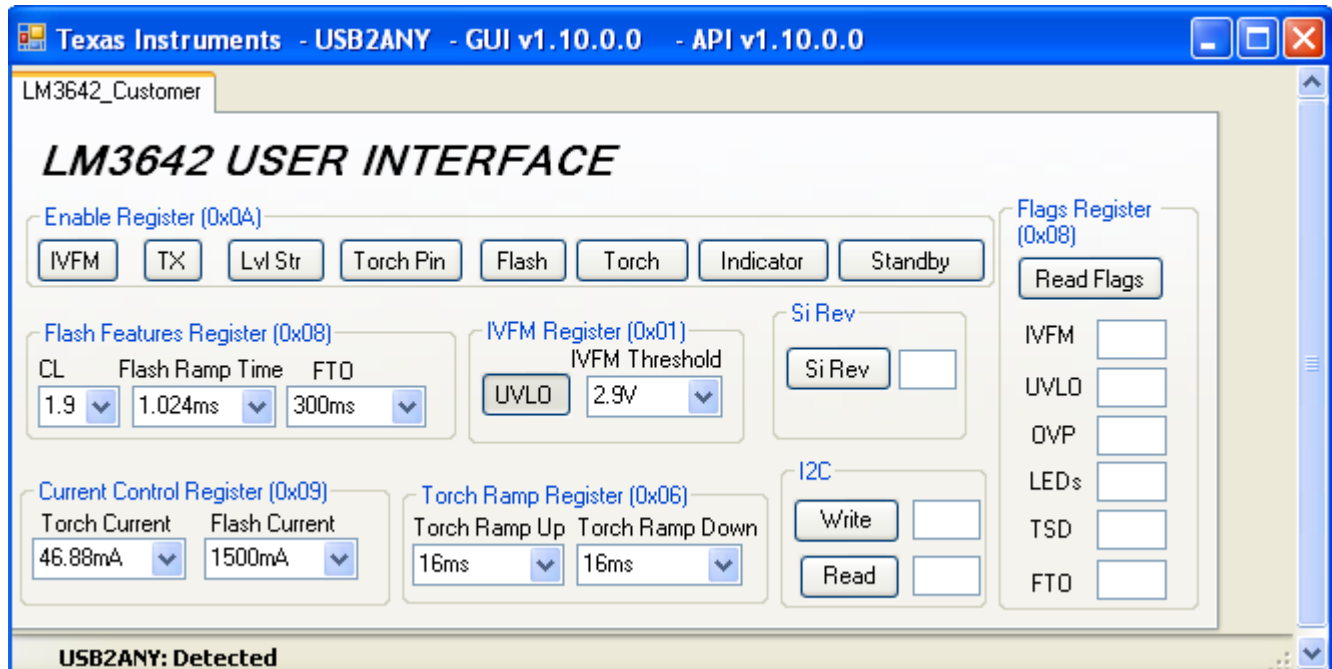 Texas Instruments - USB2ANY - GUI v1.10.0.0 - API v1.10.0.0
LM3642_Customer
LM3642 USER INTERFACE
Enable Register (0x0A)
IVFM TX Lvl Str Torch Pin Flash Torch Indicator Standby
Flash Features Register (0x08)
CL Flash Ramp Time FTO
1.9 1.024ms 300ms
IVFM Register (0x01)
IVFM Threshold
UVLO 2.9V
Si Rev
Si Rev
Current Control Register (0x09)
Torch Current Flash Current
46.88mA 1500mA
Torch Ramp Register (0x06)
Torch Ramp Up Torch Ramp Down
16ms 16ms
I2C
Write
Read
Flags Register
(0x08)
Read Flags
IVFM
UVLO
OVP
LEDs
TSD
FTO
USB2ANY: Detected